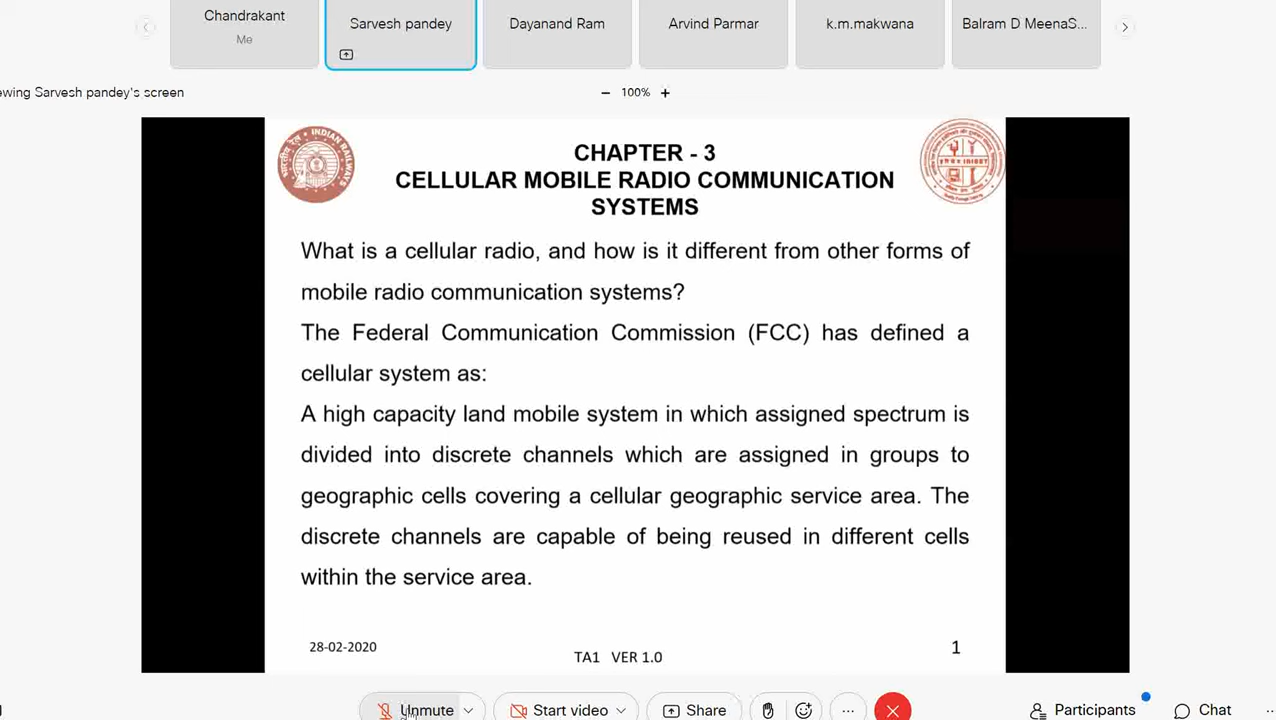 Chandrakant
Me
Sarvesh pandey
Dayanand Ram
Arvind Parmar
k.m.makwana
Balram D MeenaS...
ewing Sarvesh pandey's screen
100%
INDIAN RAILWAYS
CHAPTER - 3
CELLULAR MOBILE RADIO COMMUNICATION
SYSTEMS
What is a cellular radio, and how is it different from other forms of
mobile radio communication systems?
The Federal Communication Commission (FCC) has defined a
cellular system as:
A high capacity land mobile system in which assigned spectrum is
divided into discrete channels which are assigned in groups to
geographic cells covering a cellular geographic service area. The
discrete channels are capable of being reused in different cells
within the service area.
28-02-2020
TA1 VER 1.0
1
Unmute
Start video
Share
Participants
Chat